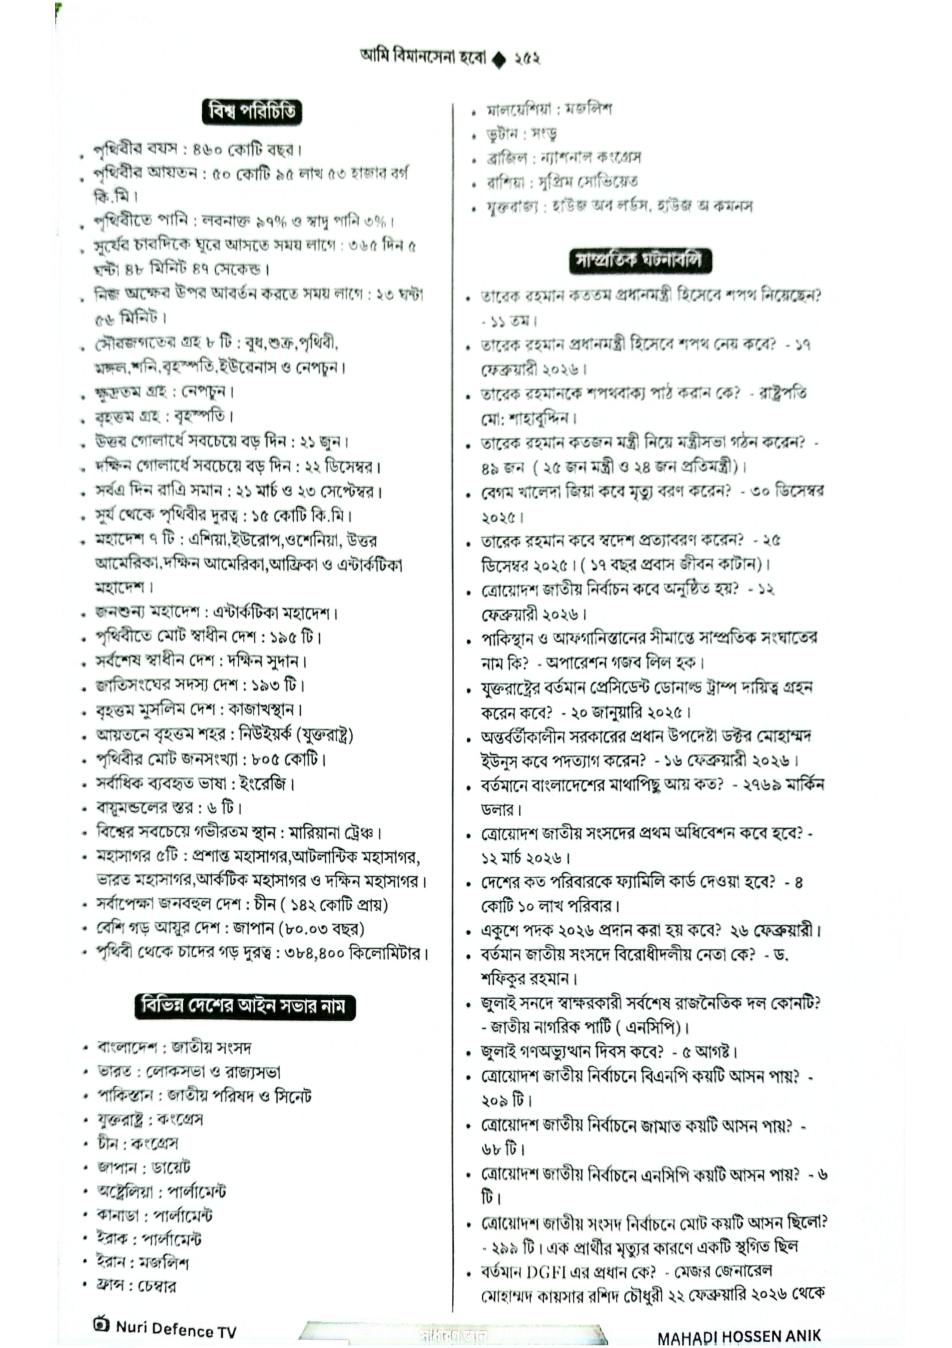 আমি বিমানসেনা হবো ◆ ২৫২
বিশ্ব পরিচিতি
• পৃথিবীর বয়স : ৪৬০ কোটি বছর।
• পৃথিবীর আয়তন : ৫০ কোটি ৯৫ লাখ ৫৩ হাজার বর্গ
কি.মি।
• পৃথিবীতে পানি : লবনাক্ত ৯৭% ও স্বাদু পানি ৩%।
• সূর্যের চারদিকে ঘুরে আসতে সময় লাগে : ৩৬৫ দিন ৫
ঘন্টা ৪৮ মিনিট ৪৭ সেকেন্ড।
• নিজ অক্ষের উপর আবর্তন করতে সময় লাগে : ২৩ ঘন্টা
৫৬ মিনিট।
• সৌরজগতের গ্রহ ৮ টি : বুধ,শুক্র,পৃথিবী,
মঙ্গল,শনি,বৃহস্পতি,ইউরেনাস ও নেপচুন।
• ক্ষুদ্রতম গ্রহ : নেপচুন।
• বৃহত্তম গ্রহ : বৃহস্পতি।
• উত্তর গোলার্ধে সবচেয়ে বড় দিন : ২১ জুন।
• দক্ষিন গোলার্ধে সবচেয়ে বড় দিন : ২২ ডিসেম্বর।
• সর্বত্র দিন রাত্রি সমান : ২১ মার্চ ও ২৩ সেপ্টেম্বর।
• সূর্য থেকে পৃথিবীর দুরত্ব : ১৫ কোটি কি.মি।
• মহাদেশ ৭ টি : এশিয়া,ইউরোপ,ওশেনিয়া, উত্তর
আমেরিকা,দক্ষিন আমেরিকা,আফ্রিকা ও এন্টার্কটিকা
মহাদেশ।
• জনশুন্য মহাদেশ : এন্টার্কটিকা মহাদেশ।
• পৃথিবীতে মোট স্বাধীন দেশ : ১৯৫ টি।
• সর্বশেষ স্বাধীন দেশ : দক্ষিন সুদান।
• জাতিসংঘের সদস্য দেশ : ১৯৩ টি।
• বৃহত্তম মুসলিম দেশ : কাজাখস্থান।
• আয়তনে বৃহত্তম শহর : নিউইয়র্ক (যুক্তরাষ্ট্র)
• পৃথিবীর মোট জনসংখ্যা : ৮০৫ কোটি।
• সর্বাধিক ব্যবহৃত ভাষা : ইংরেজি।
• বায়ুমন্ডলের স্তর : ৬ টি।
• বিশ্বের সবচেয়ে গভীরতম স্থান : মারিয়ানা ট্রেঞ্চ।
• মহাসাগর ৫টি : প্রশান্ত মহাসাগর,আটলান্টিক মহাসাগর,
ভারত মহাসাগর,আর্কটিক মহাসাগর ও দক্ষিন মহাসাগর।
• সর্বাপেক্ষা জনবহুল দেশ : চীন ( ১৪২ কোটি প্রায়)
• বেশি গড় আয়ুর দেশ : জাপান (৮০.০৩ বছর)
• পৃথিবী থেকে চাদের গড় দুরত্ব : ৩৮৪,৪০০ কিলোমিটার।
বিভিন্ন দেশের আইন সভার নাম
• বাংলাদেশ : জাতীয় সংসদ
• ভারত : লোকসভা ও রাজ্যসভা
• পাকিস্তান : জাতীয় পরিষদ ও সিনেট
• যুক্তরাষ্ট্র : কংগ্রেস
• চীন : কংগ্রেস
• জাপান : ডায়েট
• অষ্ট্রেলিয়া : পার্লামেন্ট
• কানাডা : পার্লামেন্ট
• ইরাক : পার্লামেন্ট
• ইরান : মজলিশ
• ফ্রান্স : চেম্বার
• মালয়েশিয়া : মজলিশ
• ভুটান : সংডু
• ব্রাজিল : ন্যাশনাল কংগ্রেস
• রাশিয়া : সুপ্রিম সোভিয়েত
• যুক্তরাজ্য : হাউজ অব লর্ডস, হাউজ অ কমনস
সাম্প্রতিক ঘটনাবলি
• তারেক রহমান কততম প্রধানমন্ত্রী হিসেবে শপথ নিয়েছেন?
- ১১ তম।
• তারেক রহমান প্রধানমন্ত্রী হিসেবে শপথ নেয় কবে? - ১৭
ফেব্রুয়ারী ২০২৬।
• তারেক রহমানকে শপথবাক্য পাঠ করান কে? - রাষ্ট্রপতি
মো: শাহাবুদ্দিন।
• তারেক রহমান কতজন মন্ত্রী নিয়ে মন্ত্রীসভা গঠন করেন? -
৪৯ জন ( ২৫ জন মন্ত্রী ও ২৪ জন প্রতিমন্ত্রী)।
• বেগম খালেদা জিয়া কবে মৃত্যু বরণ করেন? - ৩০ ডিসেম্বর
২০২৫।
• তারেক রহমান কবে স্বদেশ প্রত্যাবরণ করেন? - ২৫
ডিসেম্বর ২০২৫। ( ১৭ বছর প্রবাস জীবন কাটান)।
• ত্রোয়োদশ জাতীয় নির্বাচন কবে অনুষ্ঠিত হয়? - ১২
ফেব্রুয়ারী ২০২৬।
• পাকিস্থান ও আফগানিস্তানের সীমান্তে সাম্প্রতিক সংঘাতের
নাম কি? - অপারেশন গজব লিল হক।
• যুক্তরাষ্ট্রের বর্তমান প্রেসিডেন্ট ডোনাল্ড ট্রাম্প দায়িত্ব গ্রহন
করেন কবে? - ২০ জানুয়ারি ২০২৫।
• অন্তর্বর্তীকালীন সরকারের প্রধান উপদেষ্টা ডক্টর মোহাম্মদ
ইউনুস কবে পদত্যাগ করেন? - ১৬ ফেব্রুয়ারী ২০২৬।
• বর্তমানে বাংলাদেশের মাথাপিছু আয় কত? - ২৭৬৯ মার্কিন
ডলার।
• ত্রোয়োদশ জাতীয় সংসদের প্রথম অধিবেশন কবে হবে? -
১২ মার্চ ২০২৬।
• দেশের কত পরিবারকে ফ্যামিলি কার্ড দেওয়া হবে? - ৪
কোটি ১০ লাখ পরিবার।
• একুশে পদক ২০২৬ প্রদান করা হয় কবে? ২৬ ফেব্রুয়ারী।
• বর্তমান জাতীয় সংসদে বিরোধীদলীয় নেতা কে? - ড.
শফিকুর রহমান।
• জুলাই সনদে স্বাক্ষরকারী সর্বশেষ রাজনৈতিক দল কোনটি?
- জাতীয় নাগরিক পার্টি ( এনসিপি)।
• জুলাই গণঅভ্যুত্থান দিবস কবে? - ৫ আগষ্ট।
• ত্রোয়োদশ জাতীয় নির্বাচনে বিএনপি কয়টি আসন পায়? -
২০৯ টি।
• ত্রোয়োদশ জাতীয় নির্বাচনে জামাত কয়টি আসন পায়? -
৬৮ টি।
• ত্রোয়োদশ জাতীয় নির্বাচনে এনসিপি কয়টি আসন পায়? - ৬
টি।
• ত্রোয়োদশ জাতীয় সংসদ নির্বাচনে মোট কয়টি আসন ছিলো?
- ২৯৯ টি। এক প্রার্থীর মৃত্যুর কারণে একটি স্থগিত ছিল
• বর্তমান DGFI এর প্রধান কে? - মেজর জেনারেল
মোহাম্মদ কায়সার রশিদ চৌধুরী ২২ ফেব্রুয়ারি ২০২৬ থেকে
Nuri Defence TV
সাধারণ জ্ঞান
MAHADI HOSSEN ANIK